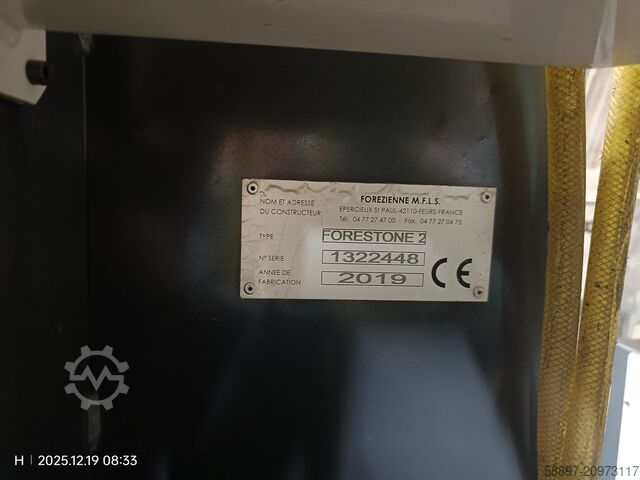 NOM ET ADRESSE
DU CONSTRUCTEUR
FOREZIENNE M.F.L.S.
EPERCIEUX St PAUL-42110-FEURS-FRANCE
Tél. 04 77 27 47 00 - Fax. 04 77 27 04 75
TYPE FORESTONE 2
N° SERIE 1322448
ANNEE DE
FABRICATION 2019
CE
H | 2025.12.19 08:33
58897-20973117